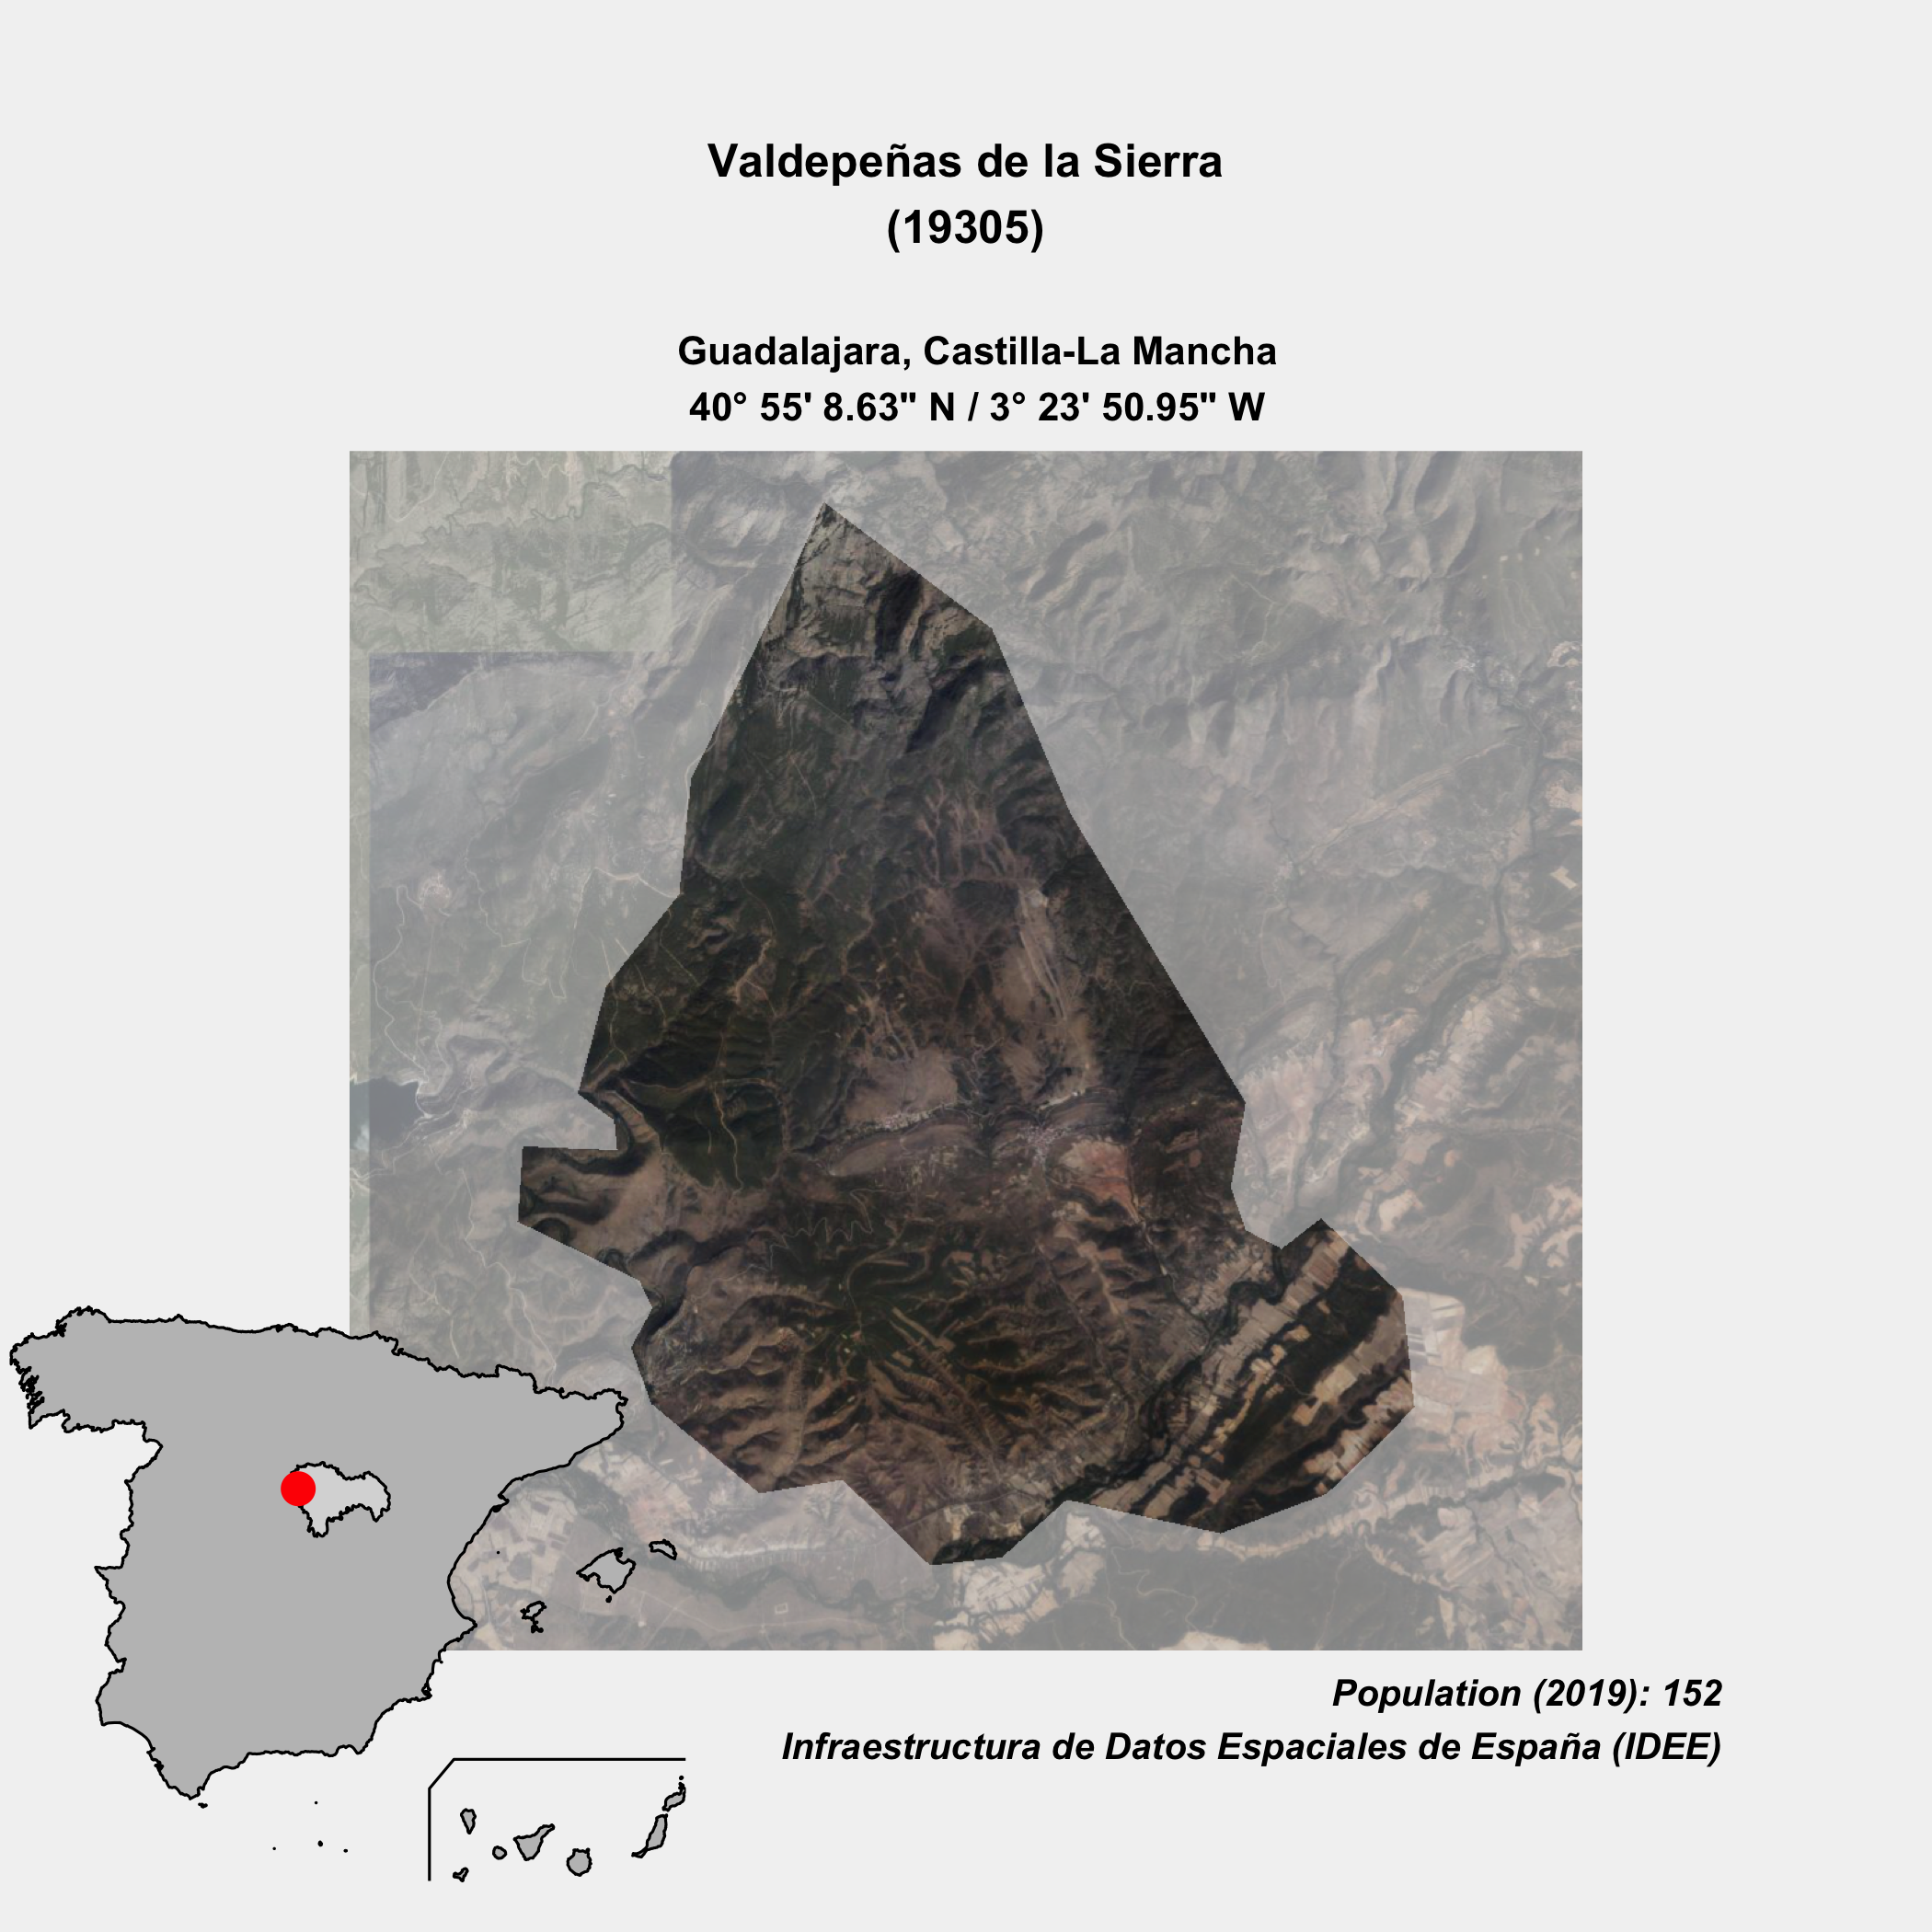 Valdepeñas de la Sierra
(19305)
Guadalajara, Castilla-La Mancha
40° 55' 8.63" N / 3° 23' 50.95" W
Population (2019): 152
Infraestructura de Datos Espaciales de España (IDEE)